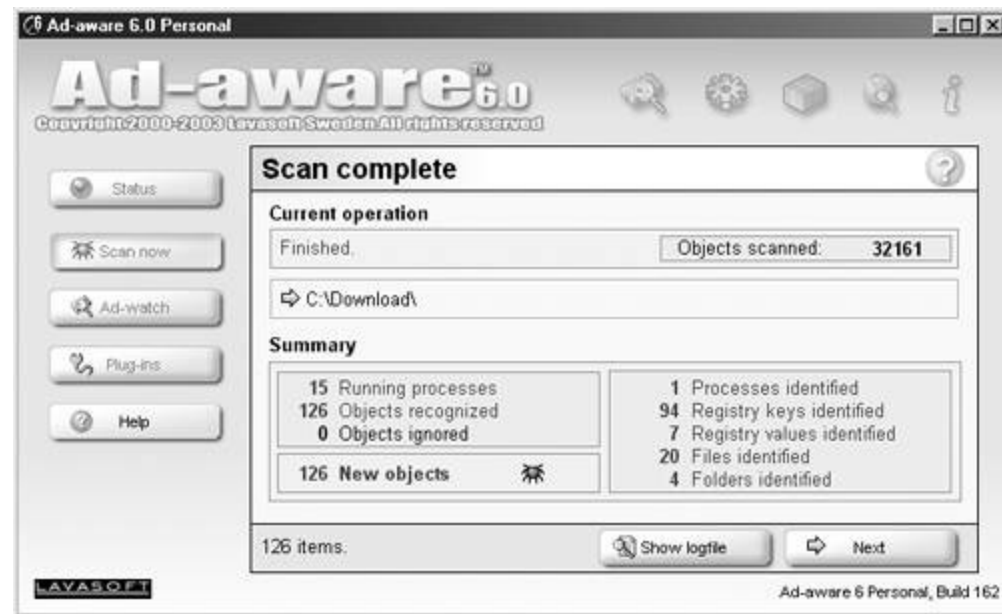 Ad-aware 6.0 Personal
Ad-aware 6.0 TM
Copyright 2000-2003 Lavasoft Sweden. All rights reserved
Status
Scan now
Ad-watch
Plug-ins
Help
Scan complete
Current operation
Finished.
Objects scanned: 32161
C:\Download\
Summary
15 Running processes
126 Objects recognized
0 Objects ignored
126 New objects
1 Processes identified
94 Registry keys identified
7 Registry values identified
20 Files identified
4 Folders identified
126 items.
Show logfile
Next
LAVASOFT
Ad-aware 6 Personal, Build 162